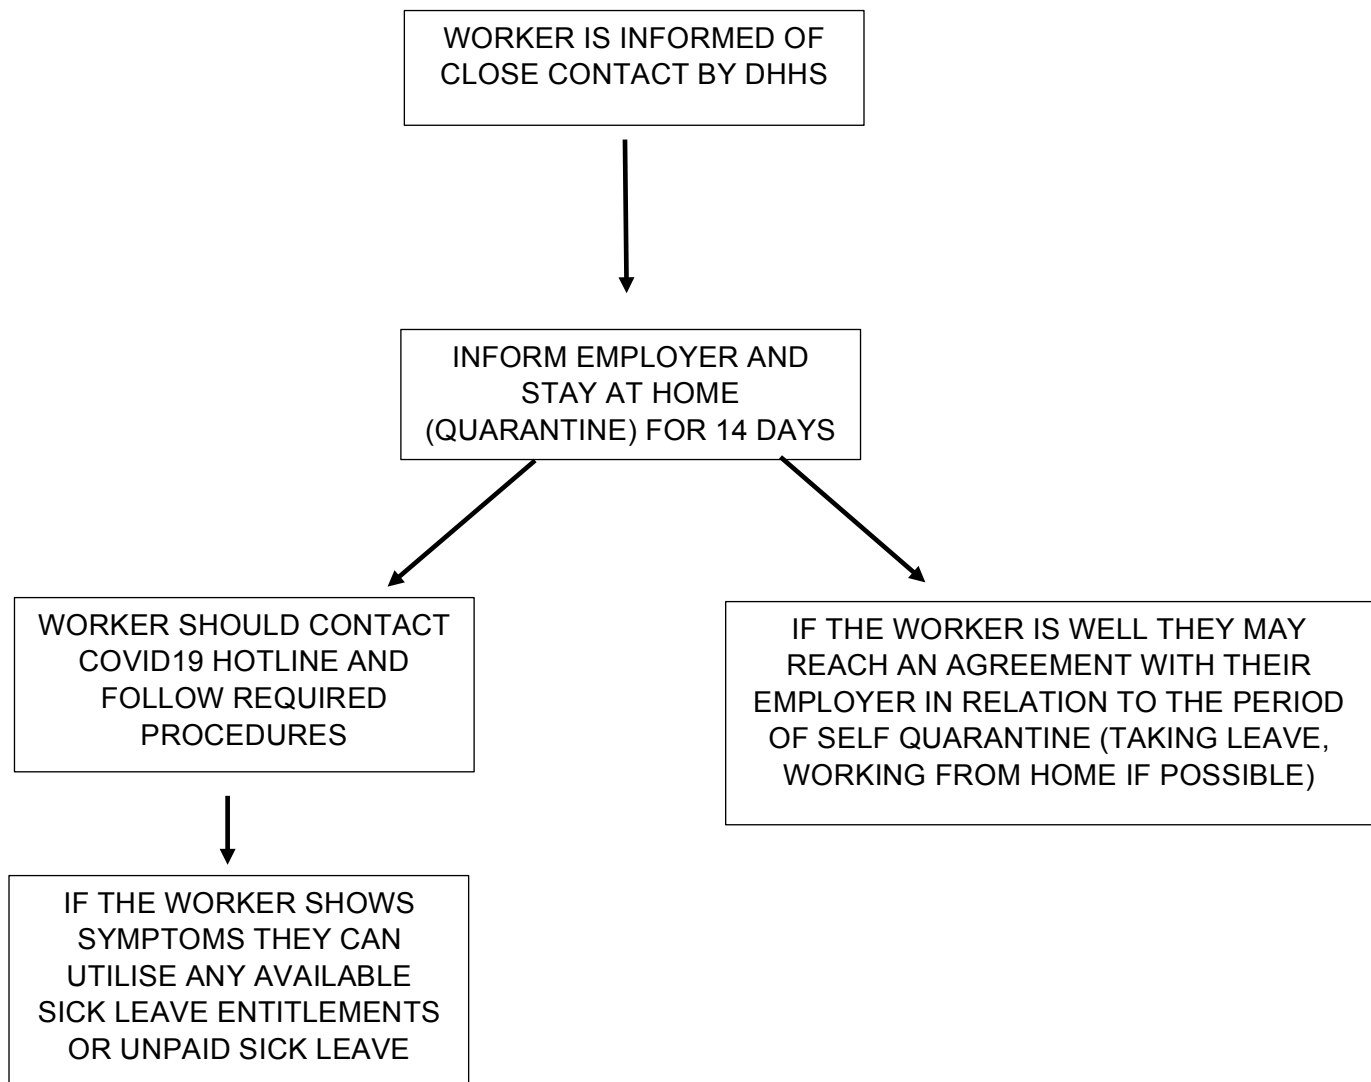 WORKER IS INFORMED OF
CLOSE CONTACT BY DHHS
INFORM EMPLOYER AND
STAY AT HOME
(QUARANTINE) FOR 14 DAYS
WORKER SHOULD CONTACT
COVID19 HOTLINE AND
FOLLOW REQUIRED
PROCEDURES
IF THE WORKER IS WELL THEY MAY
REACH AN AGREEMENT WITH THEIR
EMPLOYER IN RELATION TO THE PERIOD
OF SELF QUARANTINE (TAKING LEAVE,
WORKING FROM HOME IF POSSIBLE)
IF THE WORKER SHOWS
SYMPTOMS THEY CAN
UTILISE ANY AVAILABLE
SICK LEAVE ENTITLEMENTS
OR UNPAID SICK LEAVE